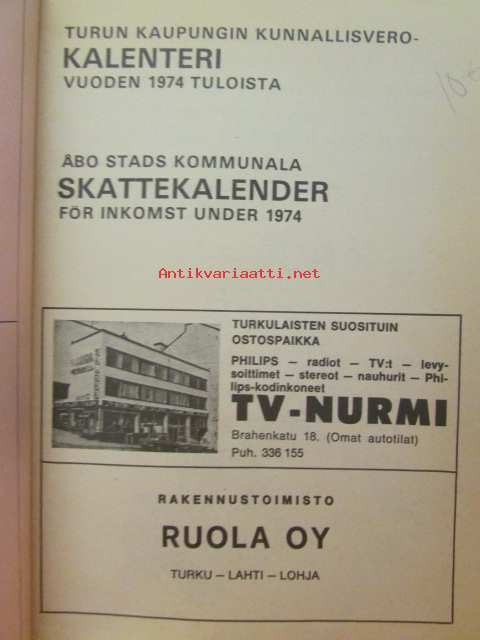 TURUN KAUPUNGIN KUNNALLISVERO-
KALENTERI
VUODEN 1974 TULOISTA
ÅBO STADS KOMMUNALA
SKATTEKALENDER
FÖR INKOMST UNDER 1974
Antikvariaatti.net
TURKULAISTEN SUOSITUIN
OSTOSPAIKKA
PHILIPS — radiot — TV:t — levy-
soittimet — stereot — nauhurit — Phi-
lips-kodinkoneet
TV-NURMI
Brahenkatu 18. (Omat autotilat)
Puh. 336 155
RAKENNUSTOIMISTO
RUOLA OY
TURKU — LAHTI — LOHJA